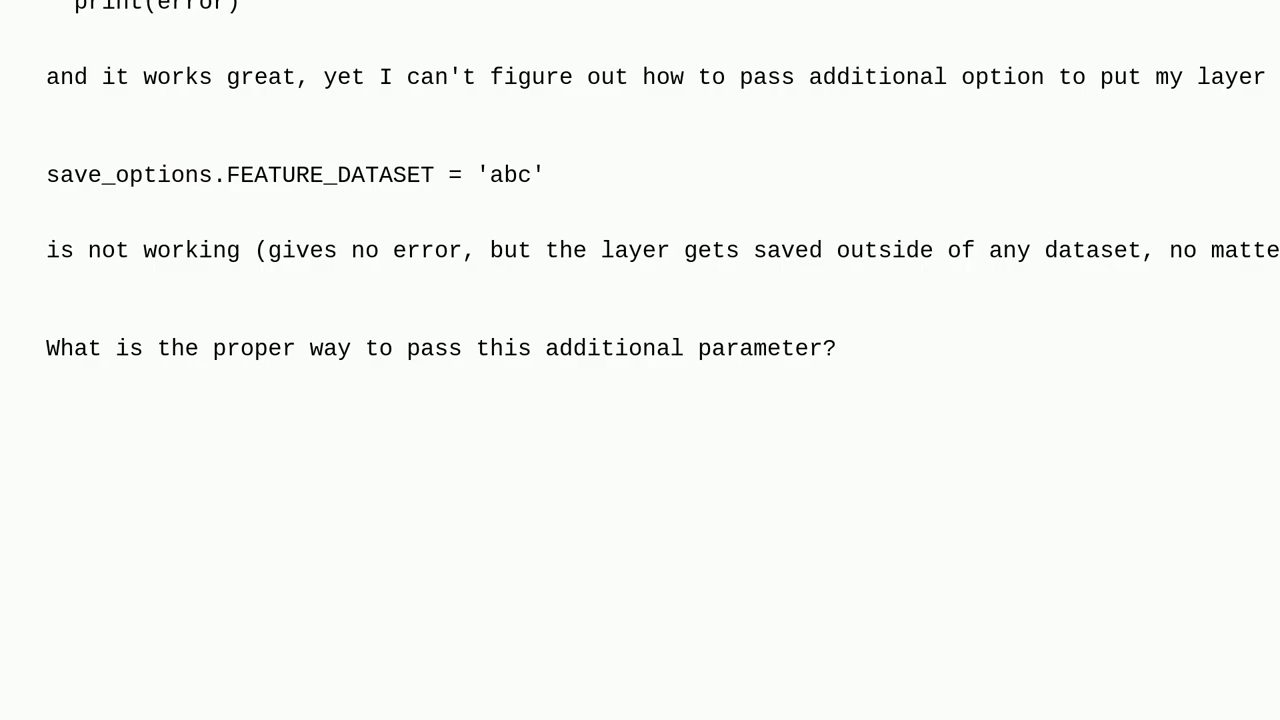 print(error)
and it works great, yet I can't figure out how to pass additional option to put my layer
save_options.FEATURE_DATASET = 'abc'
is not working (gives no error, but the layer gets saved outside of any dataset, no matte
What is the proper way to pass this additional parameter?